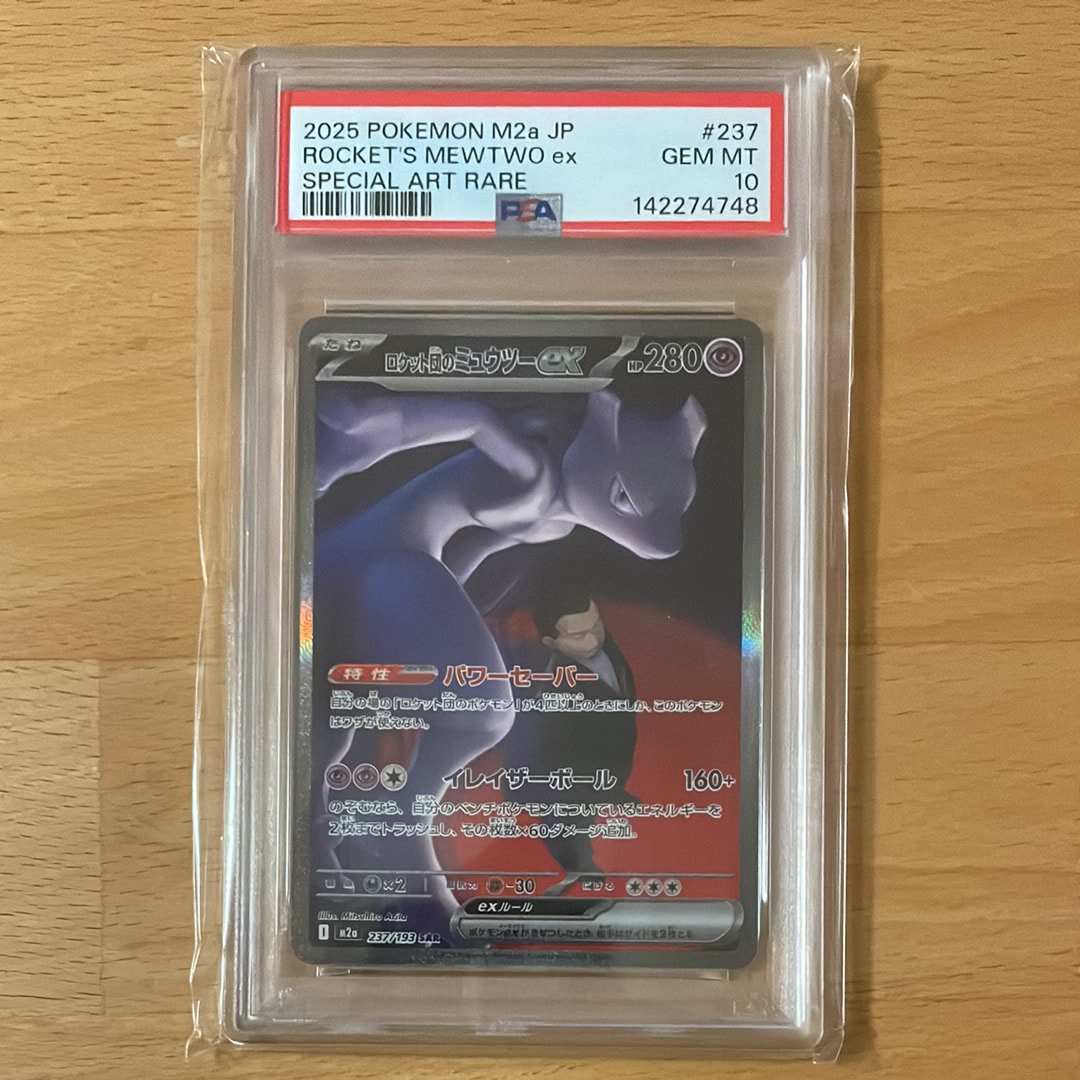 2025 POKEMON M2a JP #237
ROCKET'S MEWTWO ex GEM MT
SPECIAL ART RARE 10
PSA 142274748
たね ロケット団のミュウツーex HP280
特性 パワーセーバー
自分の場の「ロケット団のポケモン」が4匹以上のときにしか、このポケモン
はワザが使えない。
イレイザーボール 160+
のぞむなら、自分のベンチポケモンについているエネルギーを
2枚までトラッシュし、その枚数×60ダメージ追加。
×2 -30 にげる
exルール
Illus. Mitsuhiro Arita
I m2a 237/193 SAR